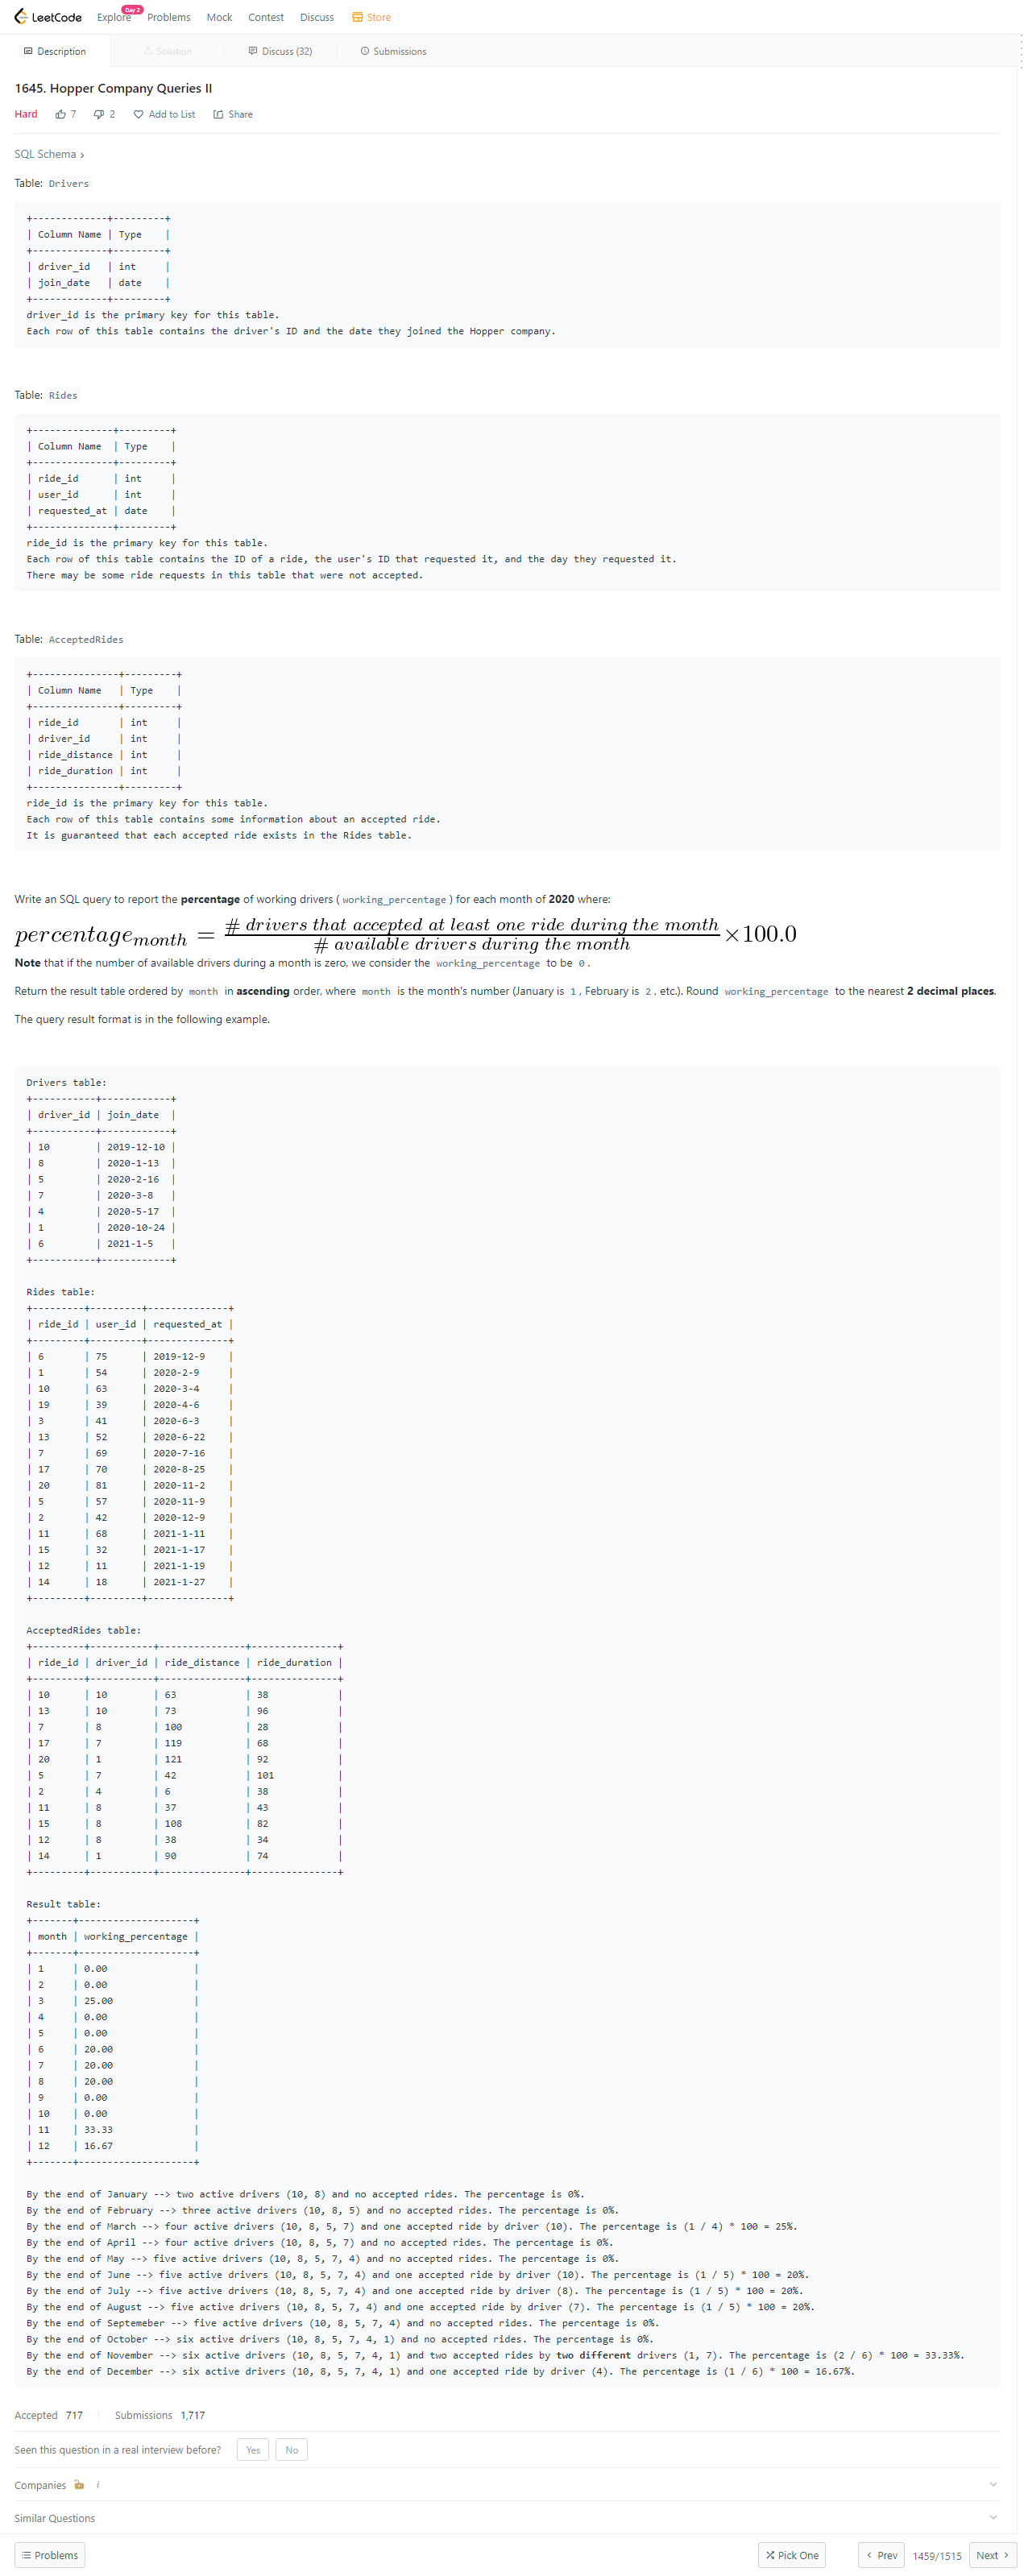 LeetCode Explore Day 2 Problems Mock Contest Discuss Store
Description Solution Discuss (32) Submissions
1645. Hopper Company Queries II
Hard 7 2 Add to List Share
SQL Schema >
Table: Drivers
+-------------+---------+
| Column Name | Type    |
+-------------+---------+
| driver_id   | int     |
| join_date   | date    |
+-------------+---------+
driver_id is the primary key for this table.
Each row of this table contains the driver's ID and the date they joined the Hopper company.
Table: Rides
+--------------+---------+
| Column Name  | Type    |
+--------------+---------+
| ride_id      | int     |
| user_id      | int     |
| requested_at | date    |
+--------------+---------+
ride_id is the primary key for this table.
Each row of this table contains the ID of a ride, the user's ID that requested it, and the day they requested it.
There may be some ride requests in this table that were not accepted.
Table: AcceptedRides
+---------------+---------+
| Column Name   | Type    |
+---------------+---------+
| ride_id       | int     |
| driver_id     | int     |
| ride_distance | int     |
| ride_duration | int     |
+---------------+---------+
ride_id is the primary key for this table.
Each row of this table contains some information about an accepted ride.
It is guaranteed that each accepted ride exists in the Rides table.
Write an SQL query to report the percentage of working drivers (working_percentage) for each month of 2020 where:
percentage month = # drivers that accepted at least one ride during the month / # available drivers during the month ×100.0
Note that if the number of available drivers during a month is zero, we consider the working_percentage to be 0.
Return the result table ordered by month in ascending order, where month is the month's number (January is 1, February is 2, etc.). Round working_percentage to the nearest 2 decimal places.
The query result format is in the following example.
Drivers table:
+-----------+------------+
| driver_id | join_date  |
+-----------+------------+
| 10        | 2019-12-10 |
| 8         | 2020-1-13  |
| 5         | 2020-2-16  |
| 7         | 2020-3-8   |
| 4         | 2020-5-17  |
| 1         | 2020-10-24 |
| 6         | 2021-1-5   |
+-----------+------------+
Rides table:
+---------+---------+--------------+
| ride_id | user_id | requested_at |
+---------+---------+--------------+
| 6       | 75      | 2019-12-9    |
| 1       | 54      | 2020-2-9     |
| 10      | 63      | 2020-3-4     |
| 19      | 39      | 2020-4-6     |
| 3       | 41      | 2020-6-3     |
| 13      | 52      | 2020-6-22    |
| 7       | 69      | 2020-7-16    |
| 17      | 70      | 2020-8-25    |
| 20      | 81      | 2020-11-2    |
| 5       | 57      | 2020-11-9    |
| 2       | 42      | 2020-12-9    |
| 11      | 68      | 2021-1-11    |
| 15      | 32      | 2021-1-17    |
| 12      | 11      | 2021-1-19    |
| 14      | 18      | 2021-1-27    |
+---------+---------+--------------+
AcceptedRides table:
+---------+-----------+---------------+---------------+
| ride_id | driver_id | ride_distance | ride_duration |
+---------+-----------+---------------+---------------+
| 10      | 10        | 63            | 38            |
| 13      | 10        | 73            | 96            |
| 7       | 8         | 100           | 28            |
| 17      | 7         | 119           | 68            |
| 20      | 1         | 121           | 92            |
| 5       | 7         | 42            | 101           |
| 2       | 4         | 6             | 38            |
| 11      | 8         | 37            | 43            |
| 15      | 8         | 108           | 82            |
| 12      | 8         | 38            | 34            |
| 14      | 1         | 90            | 74            |
+---------+-----------+---------------+---------------+
Result table:
+-------+--------------------+
| month | working_percentage |
+-------+--------------------+
| 1     | 0.00               |
| 2     | 0.00               |
| 3     | 25.00              |
| 4     | 0.00               |
| 5     | 0.00               |
| 6     | 20.00              |
| 7     | 20.00              |
| 8     | 20.00              |
| 9     | 0.00               |
| 10    | 0.00               |
| 11    | 33.33              |
| 12    | 16.67              |
+-------+--------------------+
By the end of January --> two active drivers (10, 8) and no accepted rides. The percentage is 0%.
By the end of February --> three active drivers (10, 8, 5) and no accepted rides. The percentage is 0%.
By the end of March --> four active drivers (10, 8, 5, 7) and one accepted ride by driver (10). The percentage is (1 / 4) * 100 = 25%.
By the end of April --> four active drivers (10, 8, 5, 7) and no accepted rides. The percentage is 0%.
By the end of May --> five active drivers (10, 8, 5, 7, 4) and no accepted rides. The percentage is 0%.
By the end of June --> five active drivers (10, 8, 5, 7, 4) and one accepted ride by driver (10). The percentage is (1 / 5) * 100 = 20%.
By the end of July --> five active drivers (10, 8, 5, 7, 4) and one accepted ride by driver (8). The percentage is (1 / 5) * 100 = 20%.
By the end of August --> five active drivers (10, 8, 5, 7, 4) and one accepted ride by driver (7). The percentage is (1 / 5) * 100 = 20%.
By the end of Septemeber --> five active drivers (10, 8, 5, 7, 4) and no accepted rides. The percentage is 0%.
By the end of October --> six active drivers (10, 8, 5, 7, 4, 1) and no accepted rides. The percentage is 0%.
By the end of November --> six active drivers (10, 8, 5, 7, 4, 1) and two accepted rides by two different drivers (1, 7). The percentage is (2 / 6) * 100 = 33.33%.
By the end of December --> six active drivers (10, 8, 5, 7, 4, 1) and one accepted ride by driver (4). The percentage is (1 / 6) * 100 = 16.67%.
Accepted 717 Submissions 1,717
Seen this question in a real interview before? Yes No
Companies i
Similar Questions
Problems Pick One < Prev 1459/1515 Next >